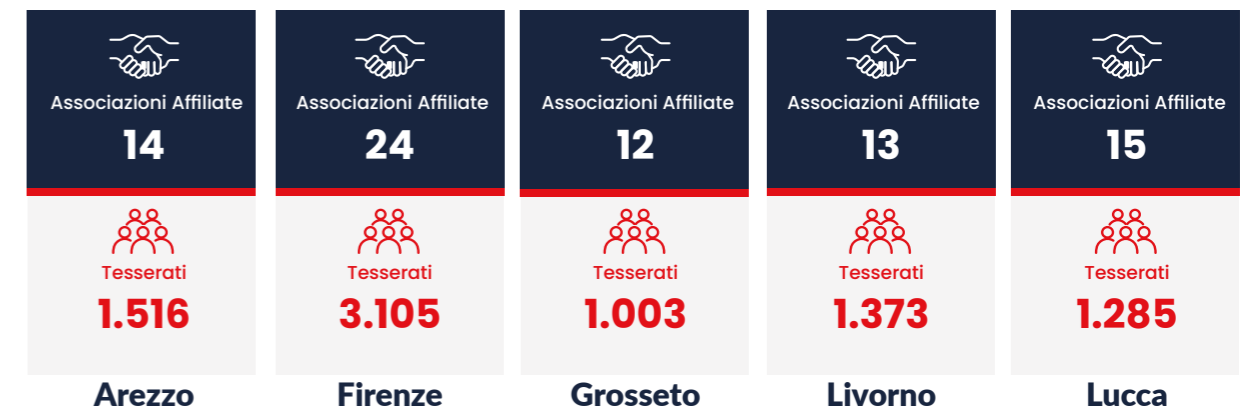 Associazioni Affiliate
14
Tesserati
1.516
Arezzo
Associazioni Affiliate
24
Tesserati
3.105
Firenze
Associazioni Affiliate
12
Tesserati
1.003
Grosseto
Associazioni Affiliate
13
Tesserati
1.373
Livorno
Associazioni Affiliate
15
Tesserati
1.285
Lucca